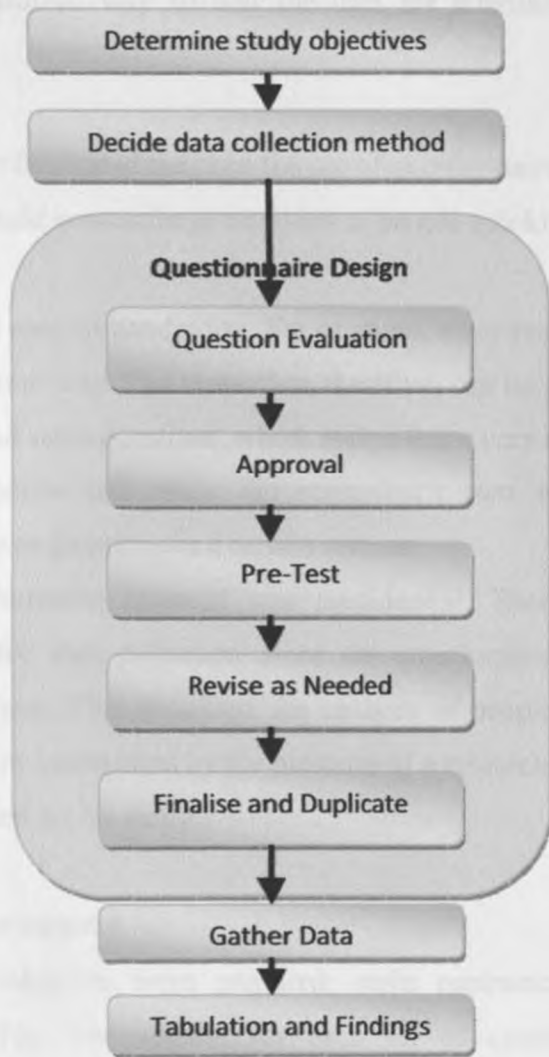 Determine study objectives
Decide data collection method
Questionnaire Design
Question Evaluation
Approval
Pre-Test
Revise as Needed
Finalise and Duplicate
Gather Data
Tabulation and Findings